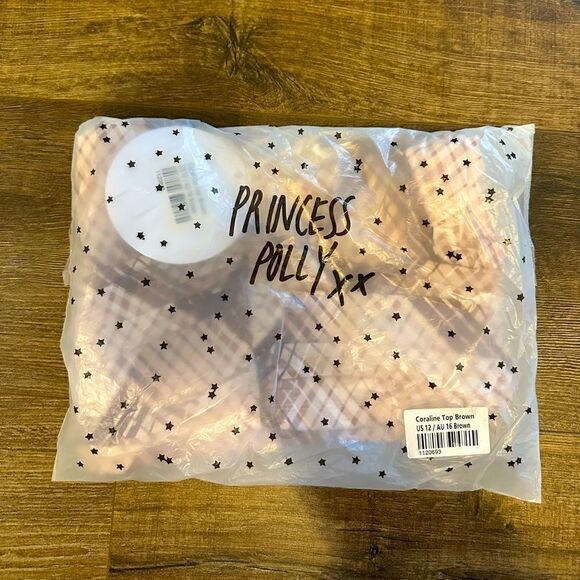 PRINCESS
POLLY xx
Coraline Top Brown
US 12 / AU 16 Brown
1120693